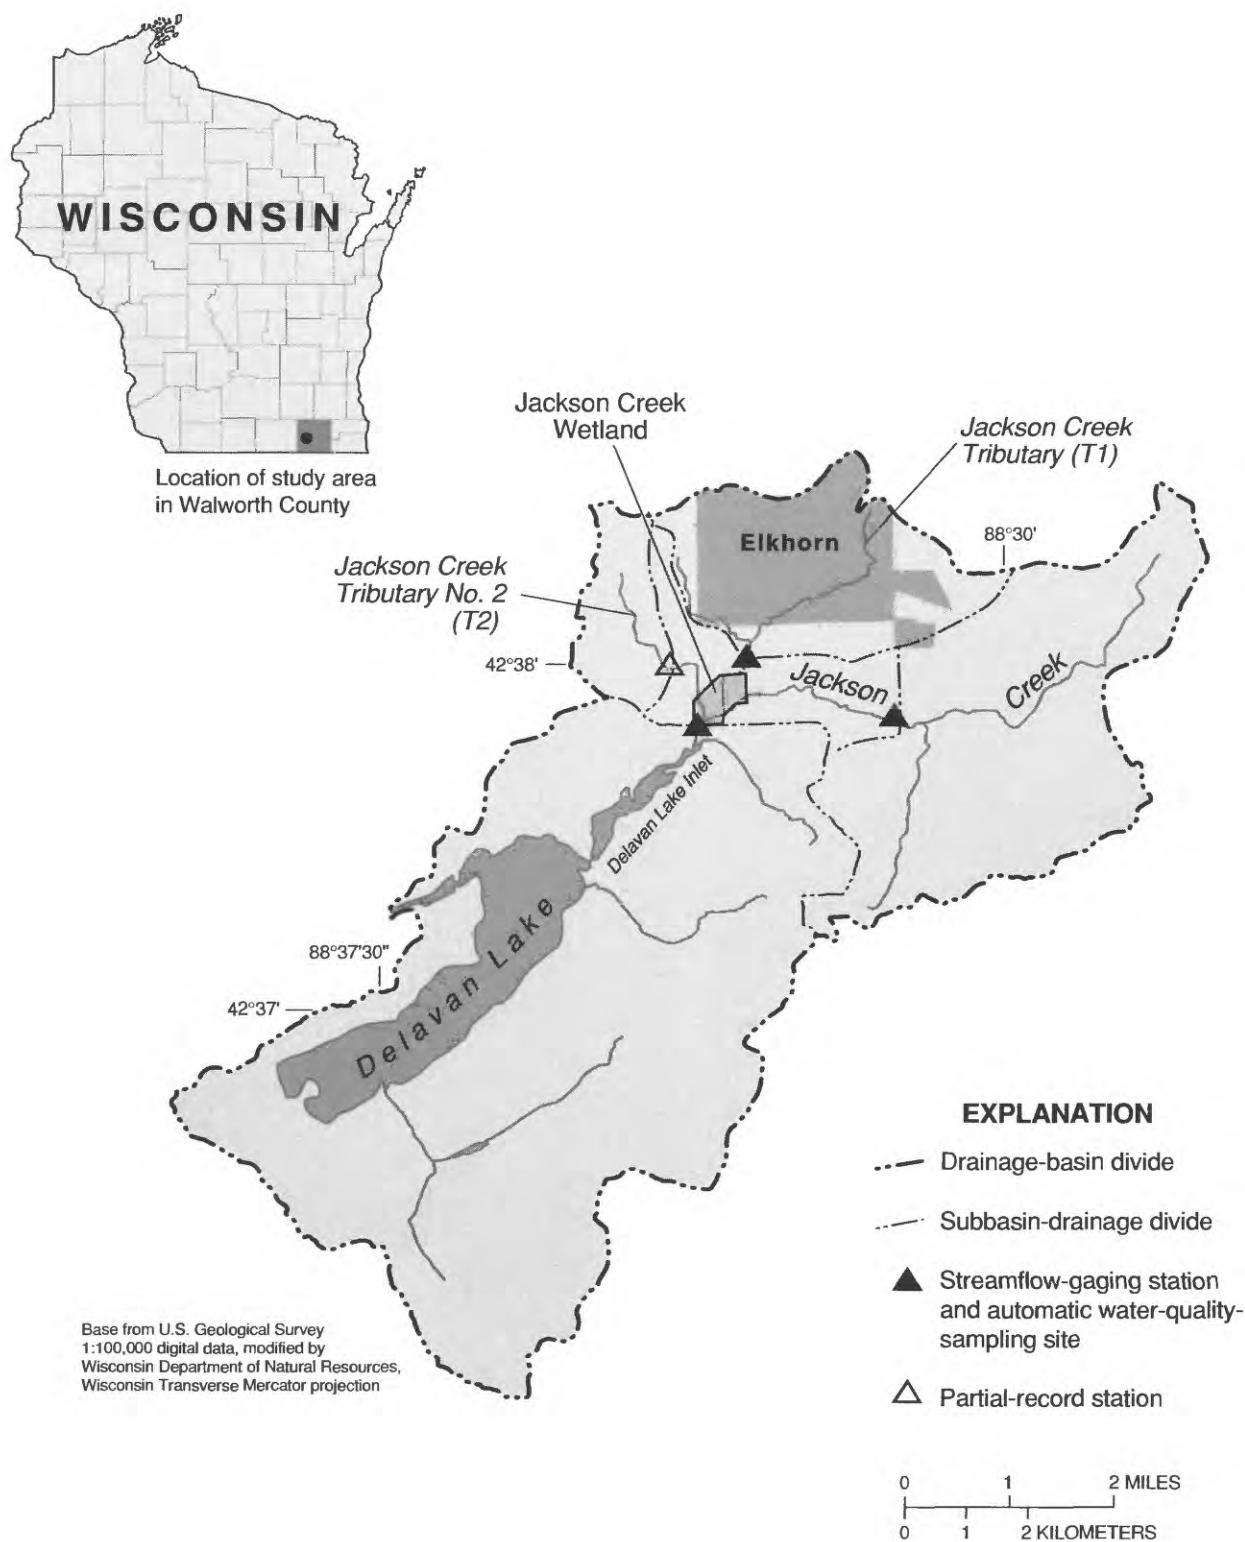 WISCONSIN
Location of study area
in Walworth County
Jackson Creek
Wetland
Jackson Creek
Tributary (T1)
Elkhorn
88°30'
Jackson Creek
Tributary No. 2
(T2)
42°38'
Jackson
Creek
Delavan Lake Inlet
Delavan Lake
88°37'30"
42°37'
EXPLANATION
Drainage-basin divide
Subbasin-drainage divide
Streamflow-gaging station
and automatic water-quality-
sampling site
Partial-record station
Base from U.S. Geological Survey
1:100,000 digital data, modified by
Wisconsin Department of Natural Resources,
Wisconsin Transverse Mercator projection
0 1 2 MILES
0 1 2 KILOMETERS